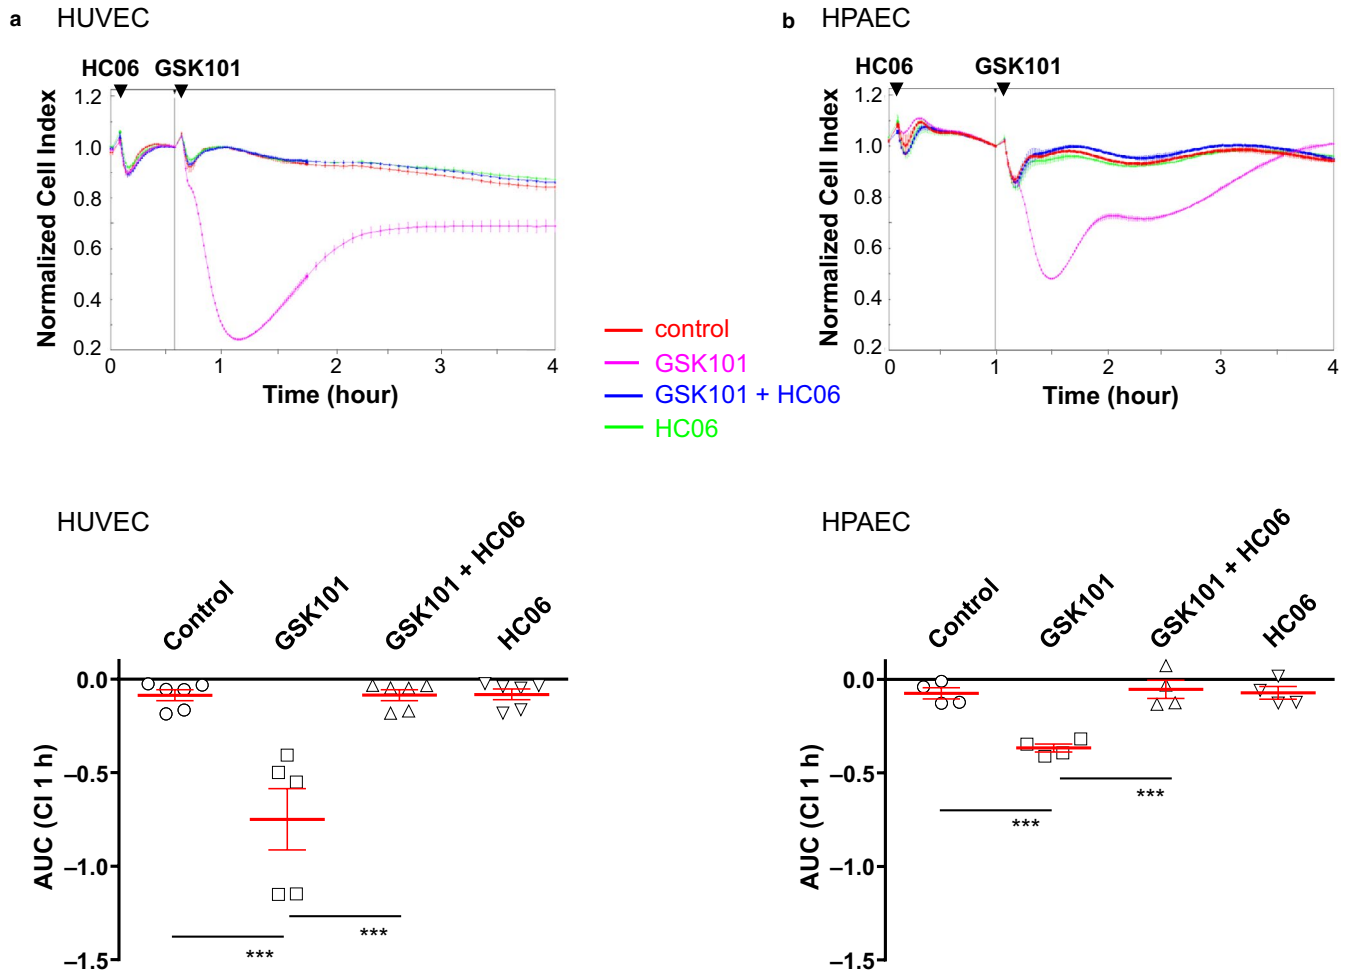 a HUVEC
HC06 GSK101
Normalized Cell Index
1.2
1.0
0.8
0.6
0.4
0.2
0 1 2 3 4
Time (hour)
control
GSK101
GSK101 + HC06
HC06
b HPAEC
HC06 GSK101
Normalized Cell Index
1.2
1.0
0.8
0.6
0.4
0.2
0 1 2 3 4
Time (hour)
HUVEC
Control
GSK101
GSK101 + HC06
HC06
AUC (CI 1 h)
0.0
–0.5
–1.0
–1.5
***
***
HPAEC
Control
GSK101
GSK101 + HC06
HC06
AUC (CI 1 h)
0.0
–0.5
–1.0
–1.5
***
***